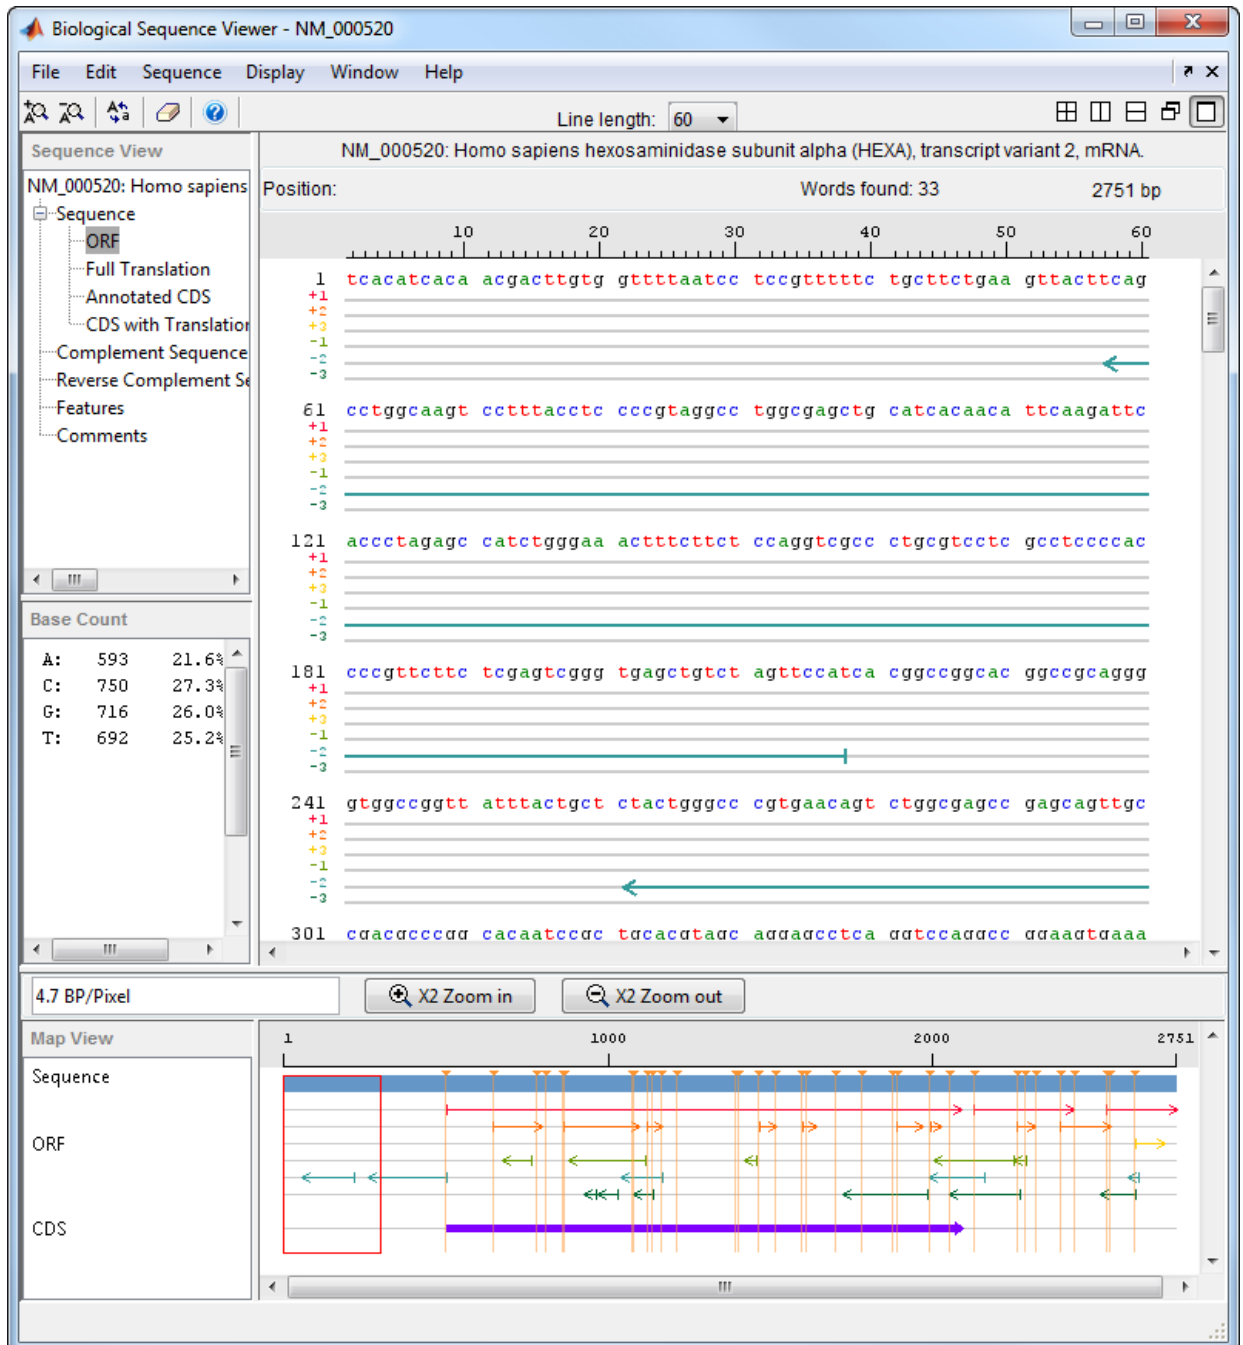 Biological Sequence Viewer - NM_000520
File Edit Sequence Display Window Help
Line length: 60
Sequence View
NM_000520: Homo sapiens
Sequence
ORF
Full Translation
Annotated CDS
CDS with Translation
Complement Sequence
Reverse Complement Se
Features
Comments
Base Count
A: 593 21.6%
C: 750 27.3%
G: 716 26.0%
T: 692 25.2%
NM_000520: Homo sapiens hexosaminidase subunit alpha (HEXA), transcript variant 2, mRNA.
Position: Words found: 33 2751 bp
10 20 30 40 50 60
1 tcacatcaca acgacttgtg gttttaatcc tccgtttttc tgcttctgaa gttacttcag
+1
+2
+3
-1
-2
-3
61 cctggcaagt cctttacctc cccgtaggcc tggcgagctg catcacaaca ttcaagattc
+1
+2
+3
-1
-2
-3
121 accctagagc catctgggaa actttcttct ccaggtcgcc ctgcgtcctc gcctccccac
+1
+2
+3
-1
-2
-3
181 cccgttcttc tcgagtcggg tgagctgtct agttccatca cggccggcac ggccgcaggg
+1
+2
+3
-1
-2
-3
241 gtggccggtt atttactgct ctactgggcc cgtgaacagt ctggcgagcc gagcagttgc
+1
+2
+3
-1
-2
-3
301 cgacgcccgg cacaatccgc tgcacgtagc aggagcctca ggtccaggcc ggaagtgaaa
4.7 BP/Pixel X2 Zoom in X2 Zoom out
Map View
1 1000 2000 2751
Sequence
ORF
CDS